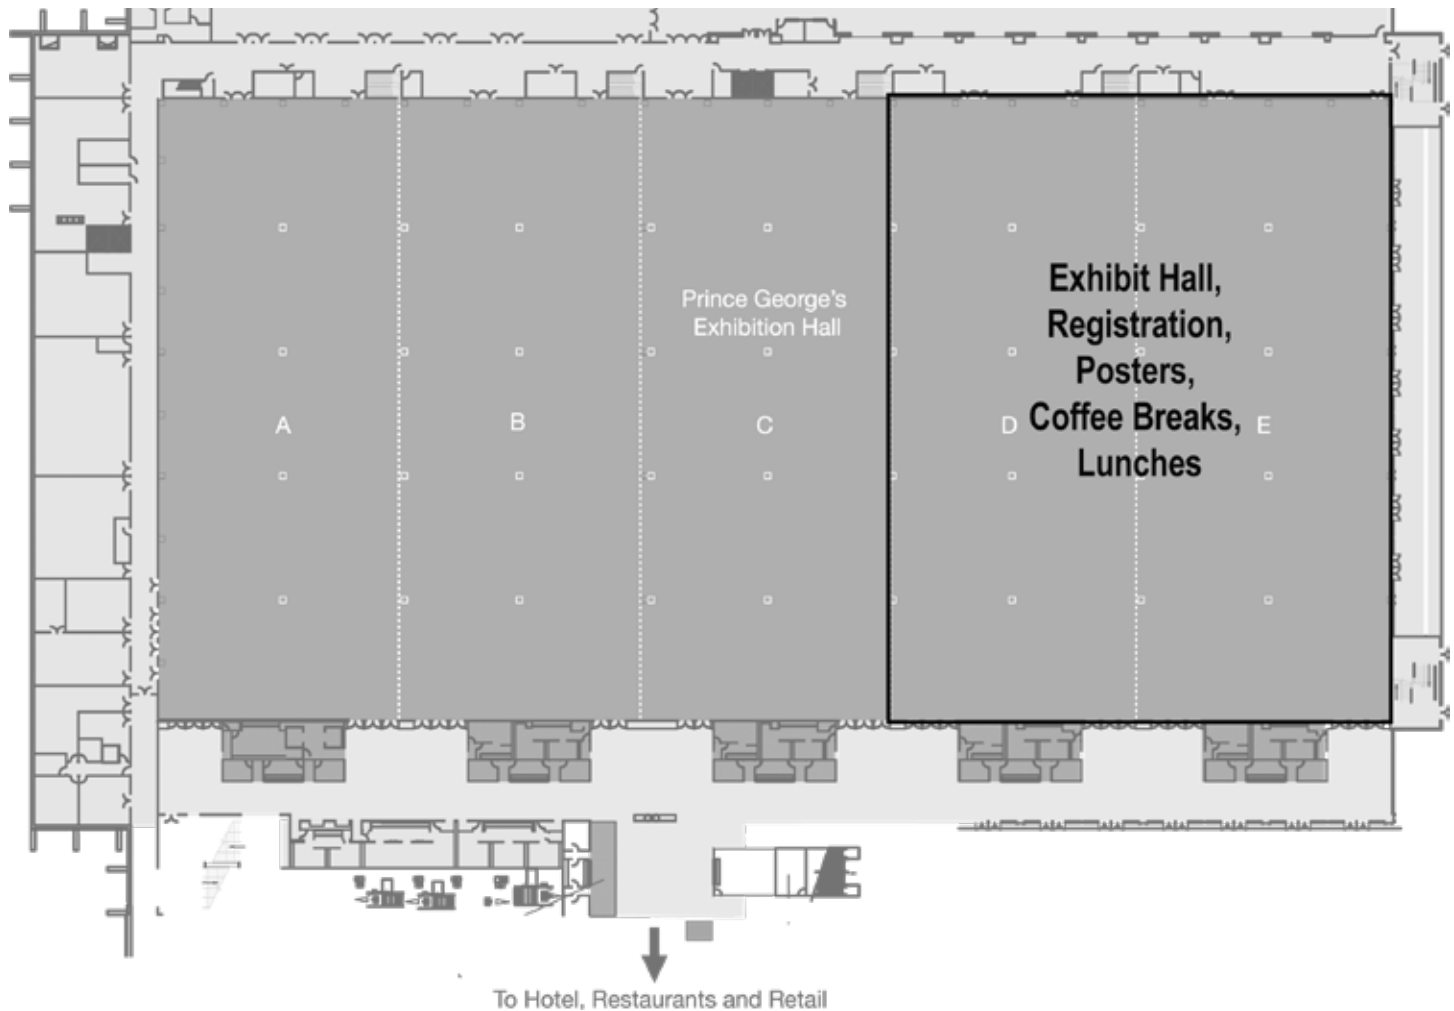 Prince George's
Exhibition Hall
Exhibit Hall,
Registration,
Posters,
Coffee Breaks,
Lunches
A
B
C
D
E
To Hotel, Restaurants and Retail